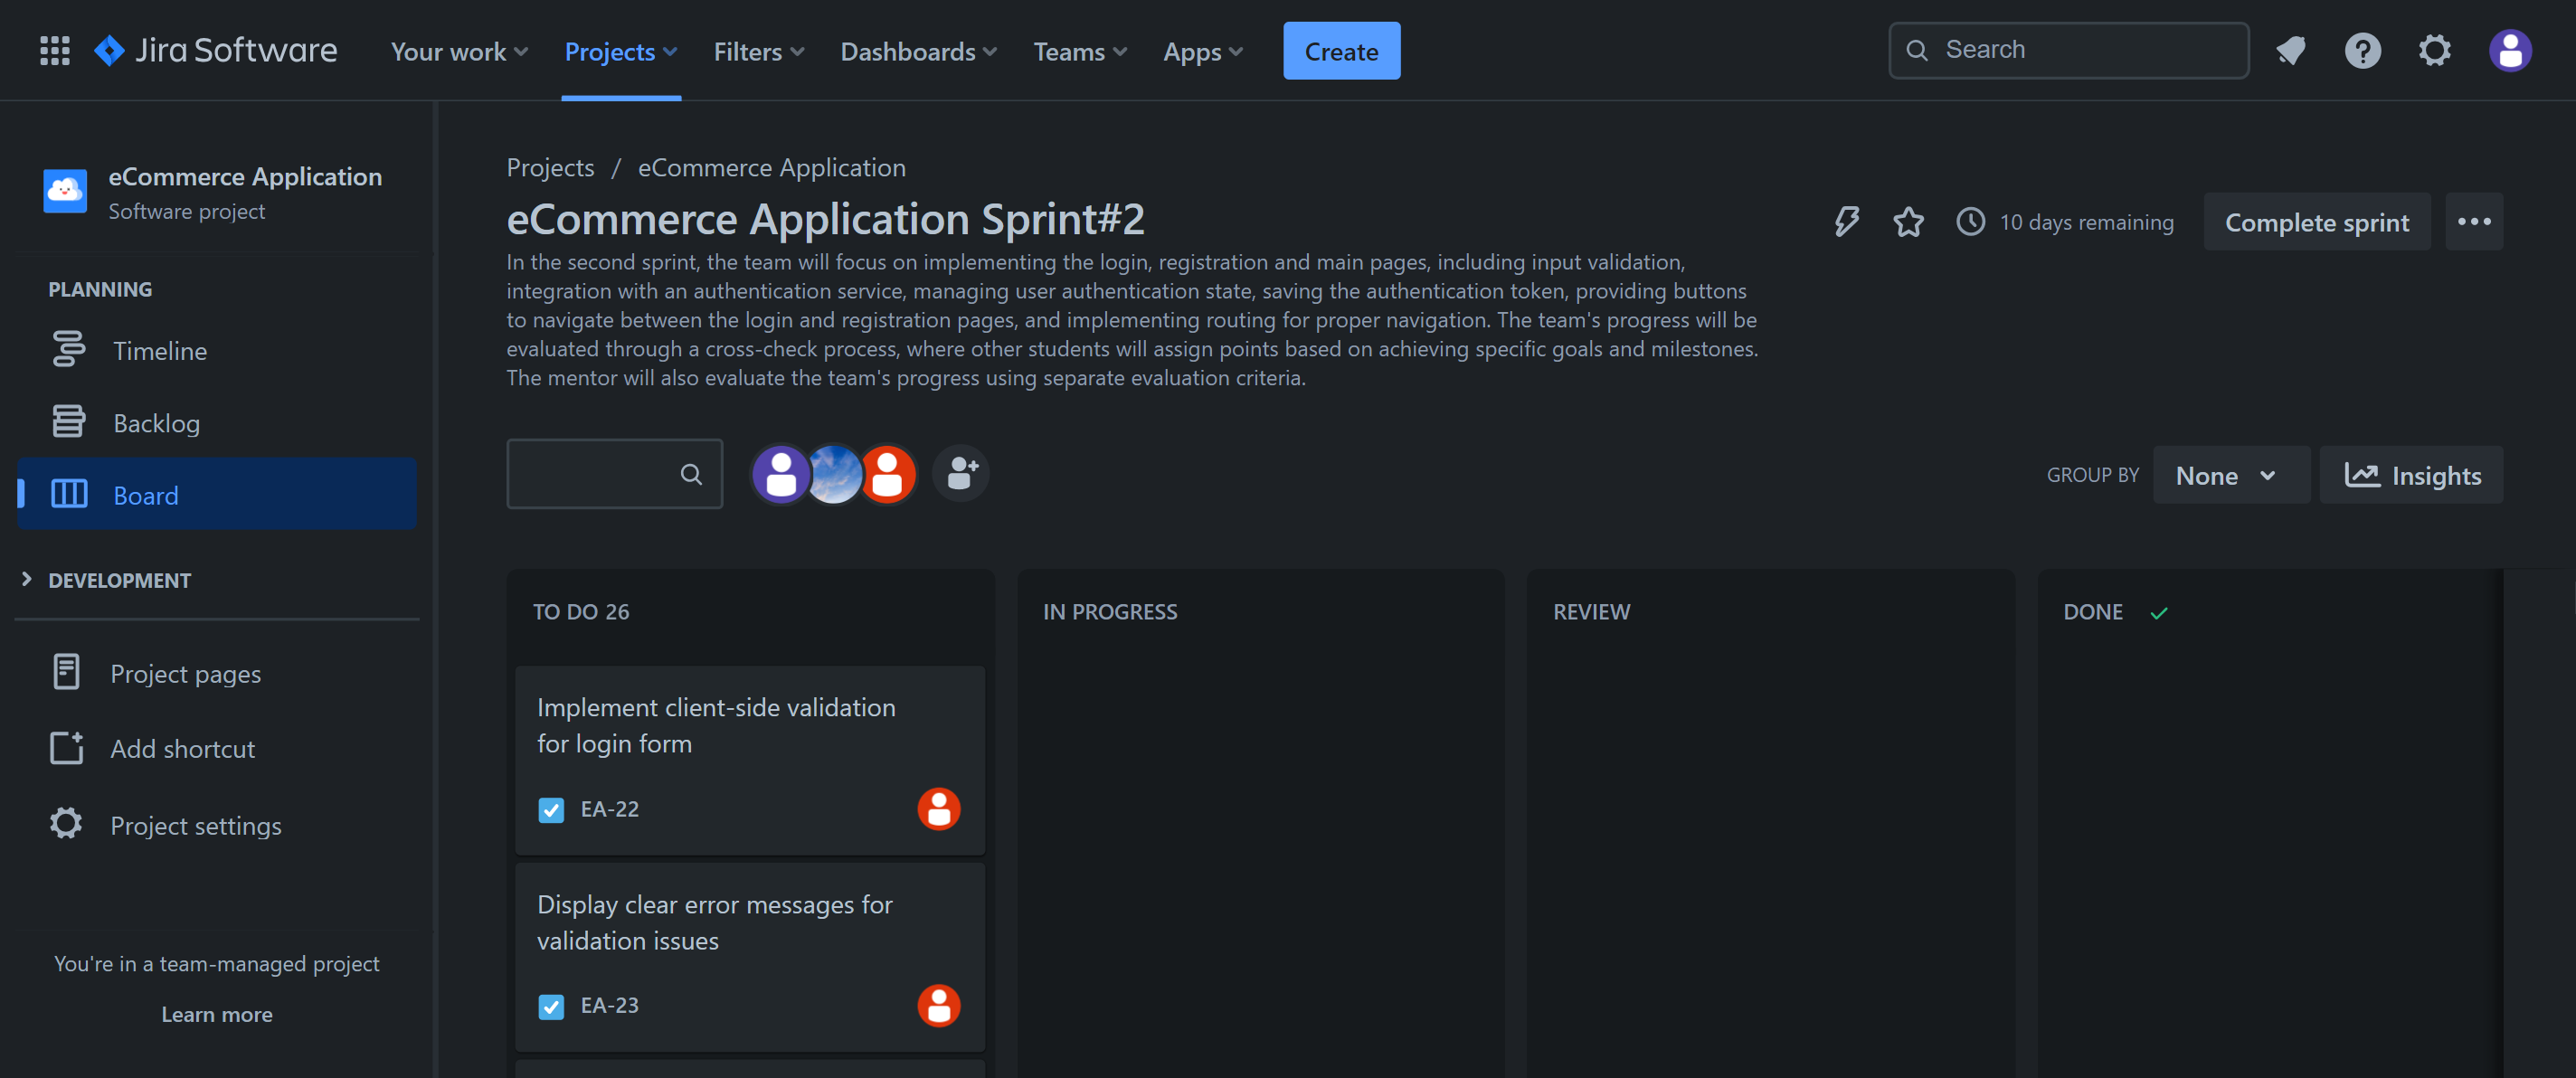 Jira Software
Your work
Projects
Filters
Dashboards
Teams
Apps
Create
Search
eCommerce Application
Software project
PLANNING
Timeline
Backlog
Board
DEVELOPMENT
Project pages
Add shortcut
Project settings
You're in a team-managed project
Learn more
Projects / eCommerce Application
eCommerce Application Sprint#2
10 days remaining
Complete sprint
In the second sprint, the team will focus on implementing the login, registration and main pages, including input validation,
integration with an authentication service, managing user authentication state, saving the authentication token, providing buttons
to navigate between the login and registration pages, and implementing routing for proper navigation. The team's progress will be
evaluated through a cross-check process, where other students will assign points based on achieving specific goals and milestones.
The mentor will also evaluate the team's progress using separate evaluation criteria.
GROUP BY
None
Insights
TO DO 26
Implement client-side validation
for login form
EA-22
Display clear error messages for
validation issues
EA-23
IN PROGRESS
REVIEW
DONE